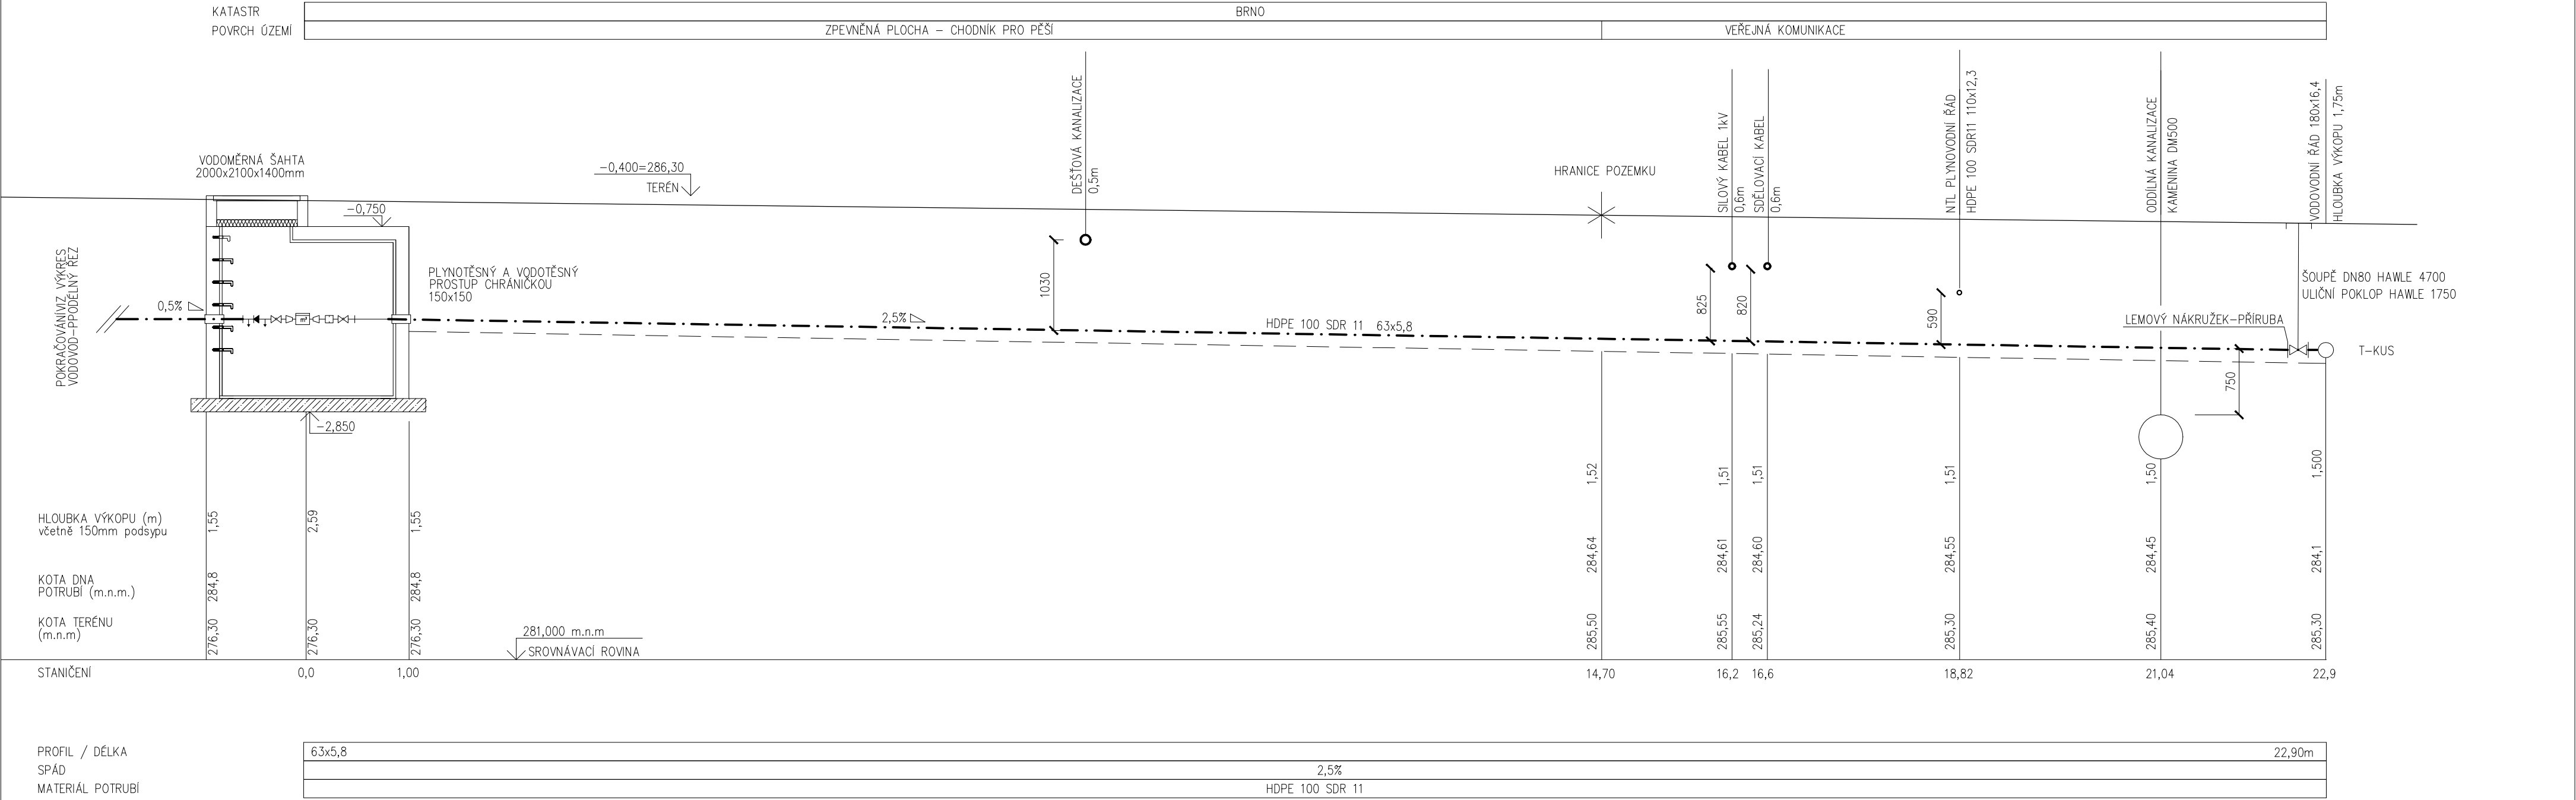 KATASTR
BRNO
POVRCH ÚZEMÍ
ZPEVNĚNÁ PLOCHA - CHODNÍK PRO PĚŠÍ
VEŘEJNÁ KOMUNIKACE
VODOMĚRNÁ ŠAHTA
2000x2100x1400mm
-0,400=286,30
TERÉN
-0,750
DEŠŤOVÁ KANALIZACE
0,5m
HRANICE POZEMKU
SILOVÝ KABEL 1kV
0,6m
SDĚLOVACÍ KABEL
0,6m
NTL PLYNOVODNÍ ŘÁD
HDPE 100 SDR11 110x12,3
ODDÍLNÁ KANALIZACE
KAMENINA DM500
VODOVODNÍ ŘÁD 180x16,4
HLOUBKA VÝKOPU 1,75m
POKRAČOVÁNÍVIZ VÝKRES
VODOVOD-PPODÉLNÝ ŘEZ
0,5%
m³
PLYNOTĚSNÝ A VODOTĚSNÝ
PROSTUP CHRÁNIČKOU
150x150
2,5%
1030
HDPE 100 SDR 11 63x5,8
825
820
590
750
LEMOVÝ NÁKRUŽEK-PŘÍRUBA
ŠOUPĚ DN80 HAWLE 4700
ULIČNÍ POKLOP HAWLE 1750
T-KUS
-2,850
HLOUBKA VÝKOPU (m)
včetně 150mm podsypu
1,55
2,59
1,55
1,52
1,51
1,51
1,51
1,50
1,500
KOTA DNA
POTRUBÍ (m.n.m.)
284,8
284,8
284,64
284,61
284,60
284,55
284,45
284,1
KOTA TERÉNU
(m.n.m)
276,30
276,30
276,30
285,50
285,55
285,24
285,30
285,40
285,30
281,000 m.n.m
SROVNÁVACÍ ROVINA
STANIČENÍ
0,0
1,00
14,70
16,2
16,6
18,82
21,04
22,9
PROFIL / DÉLKA
63x5,8
22,90m
SPÁD
2,5%
MATERIÁL POTRUBÍ
HDPE 100 SDR 11